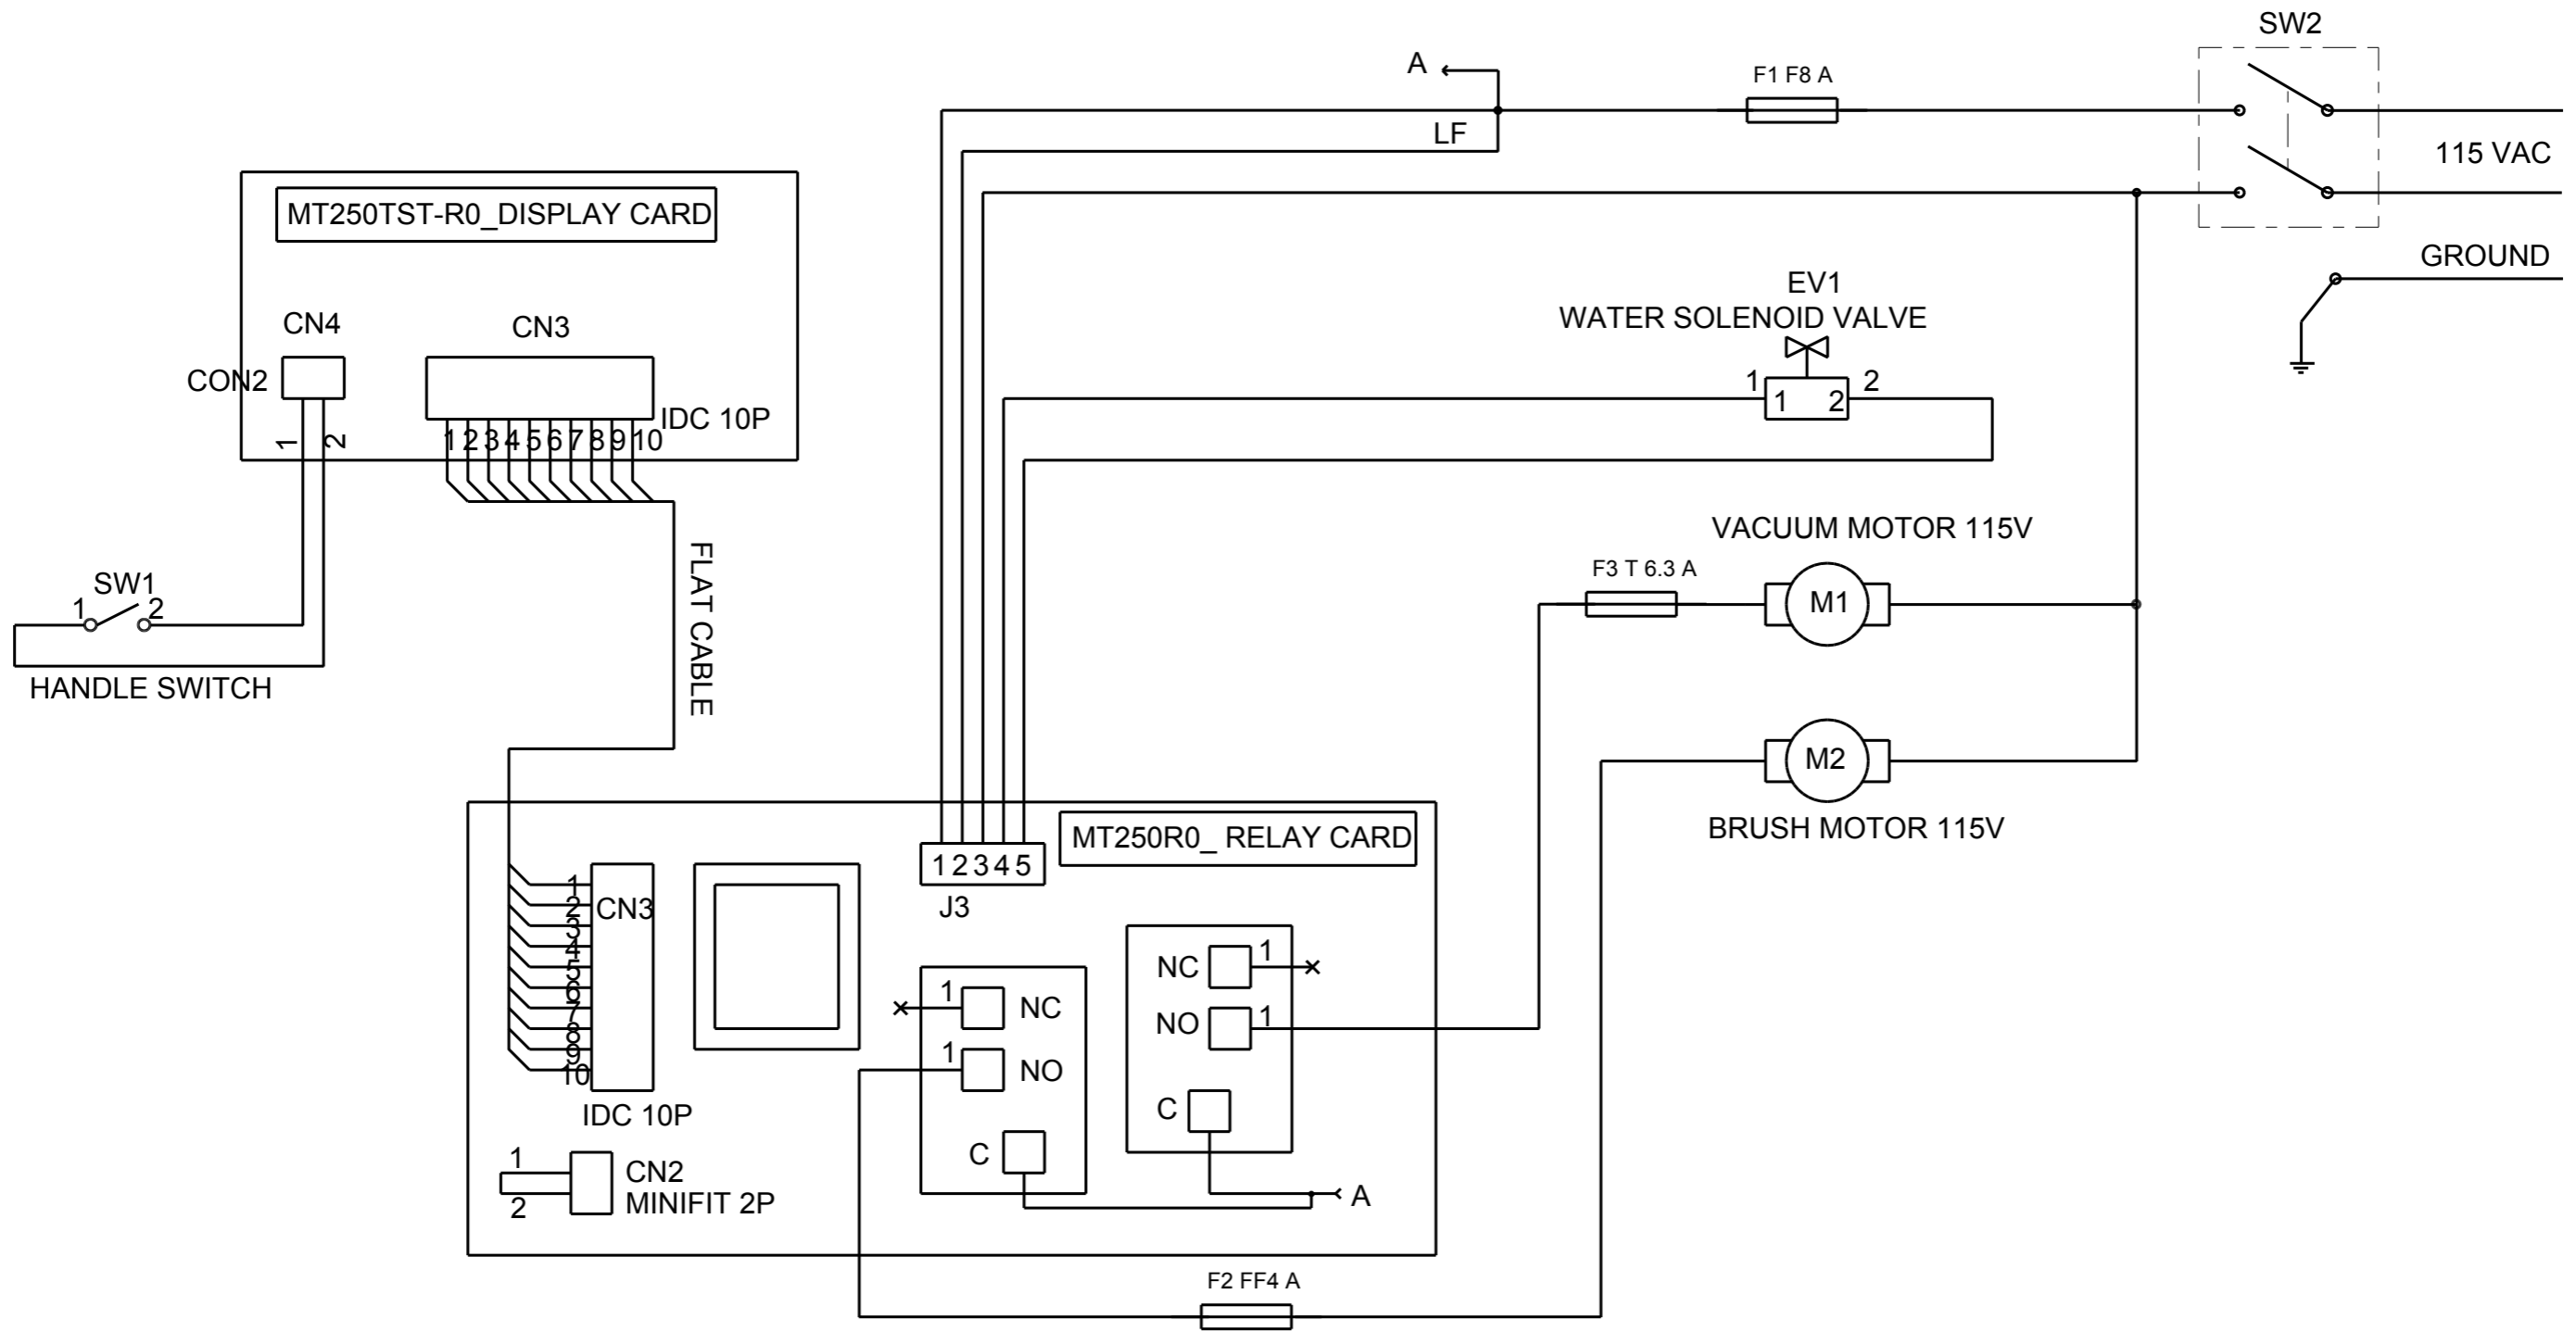 SW2
A
F1 F8 A
LF
115 VAC
MT250TST-R0_DISPLAY CARD
GROUND
EV1
WATER SOLENOID VALVE
CN4
CN3
CON2
1
1 2
2
IDC 10P
1
2
1 2 3 4 5 6 7 8 9 10
VACUUM MOTOR 115V
FLAT CABLE
F3 T 6.3 A
SW1
1
2
M1
HANDLE SWITCH
M2
BRUSH MOTOR 115V
MT250R0_ RELAY CARD
1 2 3 4 5
J3
1
2
3
4
5
6
7
8
9
10
CN3
IDC 10P
NC
1
NO
1
C
1
NC
1
NO
C
A
1
2
CN2
MINIFIT 2P
F2 FF4 A